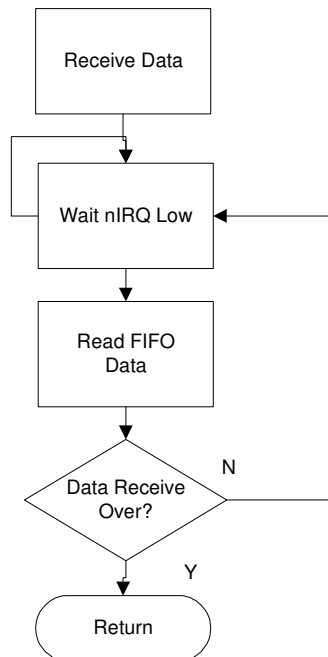 Receive Data
Wait nIRQ Low
Read FIFO
Data
Data Receive
Over?
N
Y
Return